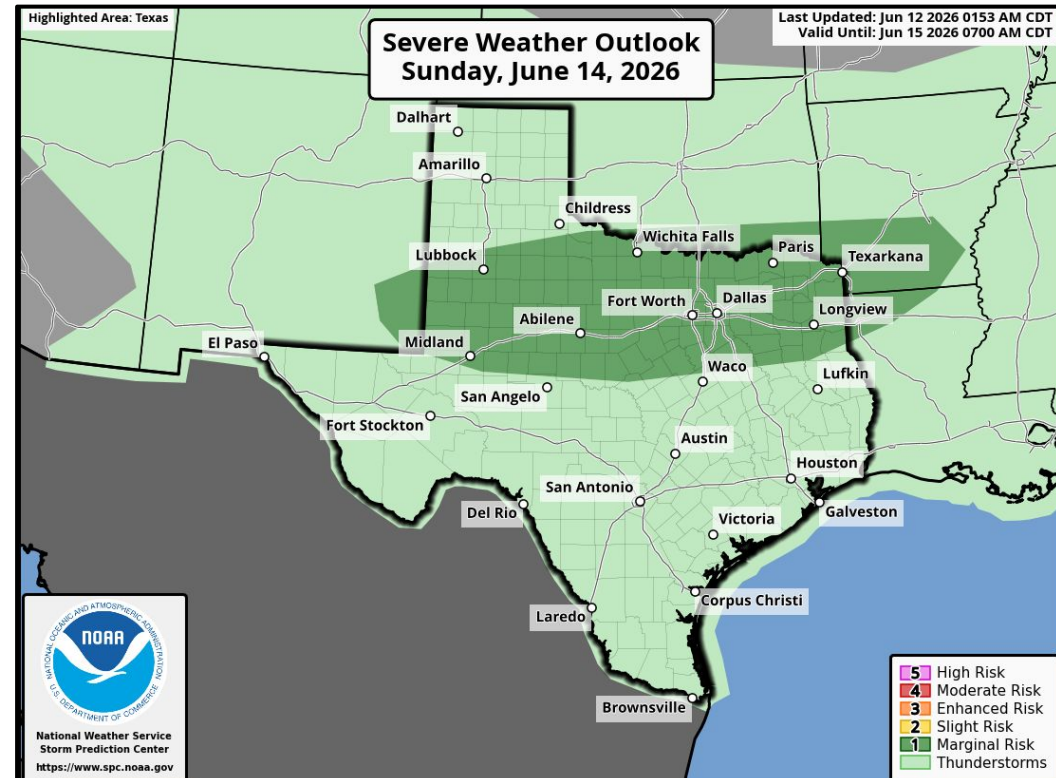 Highlighted Area: Texas
Last Updated: Jun 12 2026 0153 AM CDT
Valid Until: Jun 15 2026 0700 AM CDT
Severe Weather Outlook
Sunday, June 14, 2026
Dalhart
Amarillo
Childress
Wichita Falls
Paris
Texarkana
Lubbock
Fort Worth
Dallas
Longview
Abilene
El Paso
Midland
Waco
Lufkin
San Angelo
Fort Stockton
Austin
Houston
San Antonio
Del Rio
Galveston
Victoria
Corpus Christi
Laredo
Brownsville
NATIONAL OCEANIC AND ATMOSPHERIC ADMINISTRATION
NOAA
U.S. DEPARTMENT OF COMMERCE
National Weather Service
Storm Prediction Center
https://www.spc.noaa.gov
5 High Risk
4 Moderate Risk
3 Enhanced Risk
2 Slight Risk
1 Marginal Risk
Thunderstorms